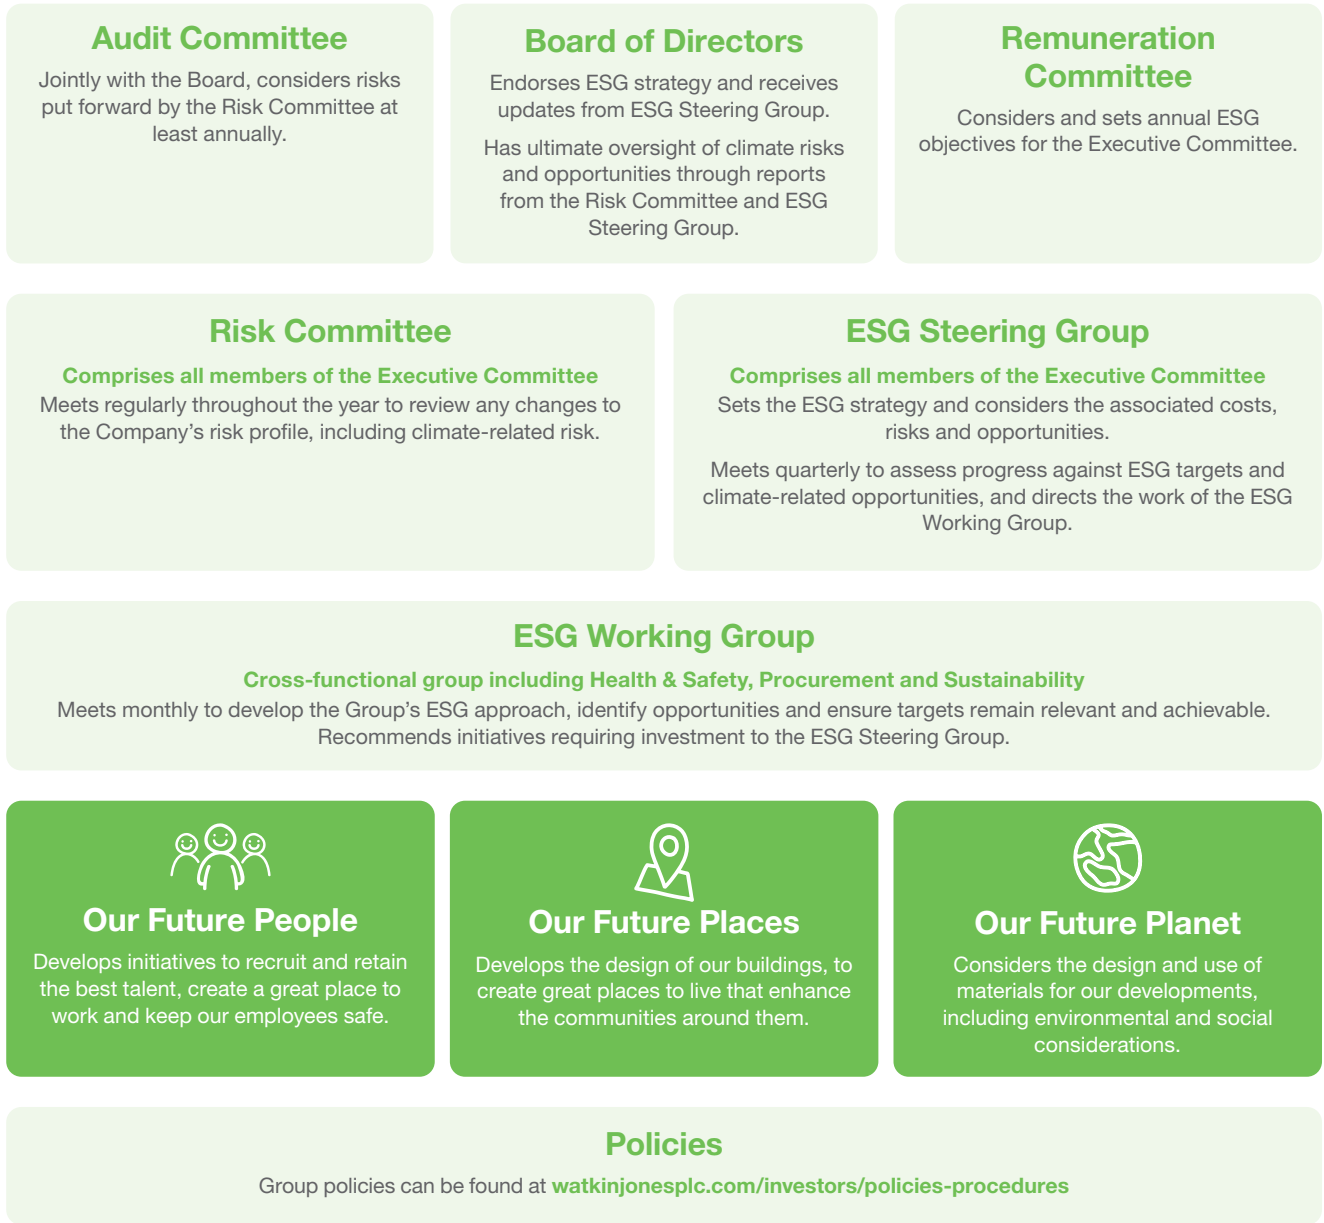 Audit Committee
Jointly with the Board, considers risks
put forward by the Risk Committee at
least annually.
Board of Directors
Endorses ESG strategy and receives
updates from ESG Steering Group.
Has ultimate oversight of climate risks
and opportunities through reports
from the Risk Committee and ESG
Steering Group.
Remuneration
Committee
Considers and sets annual ESG
objectives for the Executive Committee.
Risk Committee
Comprises all members of the Executive Committee
Meets regularly throughout the year to review any changes to
the Company's risk profile, including climate-related risk.
ESG Steering Group
Comprises all members of the Executive Committee
Sets the ESG strategy and considers the associated costs,
risks and opportunities.
Meets quarterly to assess progress against ESG targets and
climate-related opportunities, and directs the work of the ESG
Working Group.
ESG Working Group
Cross-functional group including Health & Safety, Procurement and Sustainability
Meets monthly to develop the Group's ESG approach, identify opportunities and ensure targets remain relevant and achievable.
Recommends initiatives requiring investment to the ESG Steering Group.
Our Future People
Develops initiatives to recruit and retain
the best talent, create a great place to
work and keep our employees safe.
Our Future Places
Develops the design of our buildings, to
create great places to live that enhance
the communities around them.
Our Future Planet
Considers the design and use of
materials for our developments,
including environmental and social
considerations.
Policies
Group policies can be found at watkinjonesplc.com/investors/policies-procedures